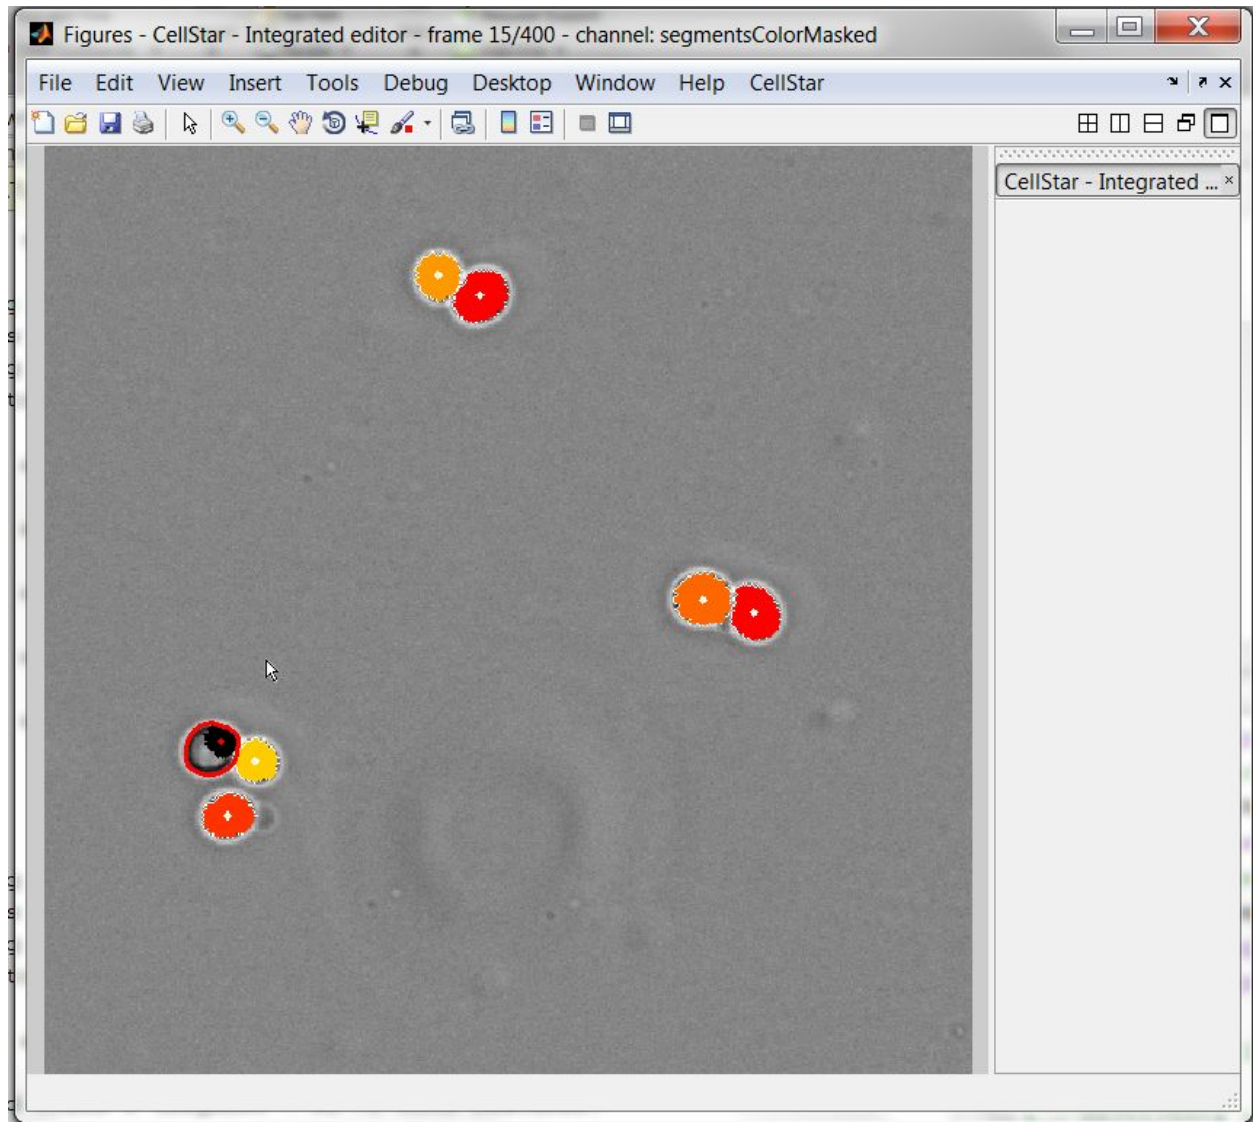 Figures - CellStar - Integrated editor - frame 15/400 - channel: segmentsColorMasked
File Edit View Insert Tools Debug Desktop Window Help CellStar
CellStar - Integrated ...